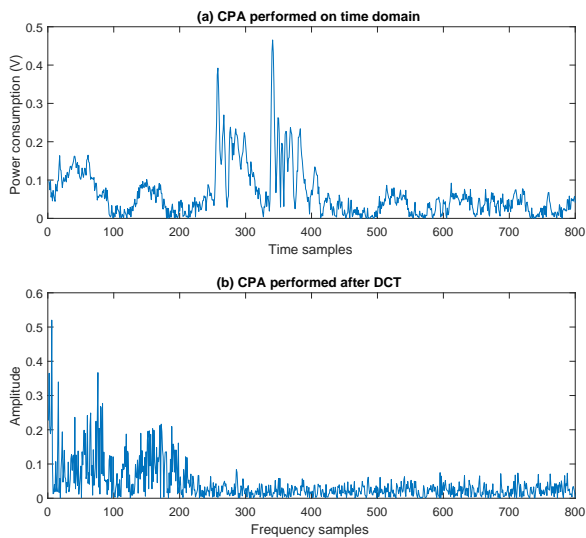 (a) CPA performed on time domain
Power consumption (V)
0.5
0.4
0.3
0.2
0.1
0
0 100 200 300 400 500 600 700 800
Time samples
(b) CPA performed after DCT
Amplitude
0.6
0.5
0.4
0.3
0.2
0.1
0
0 100 200 300 400 500 600 700 800
Frequency samples